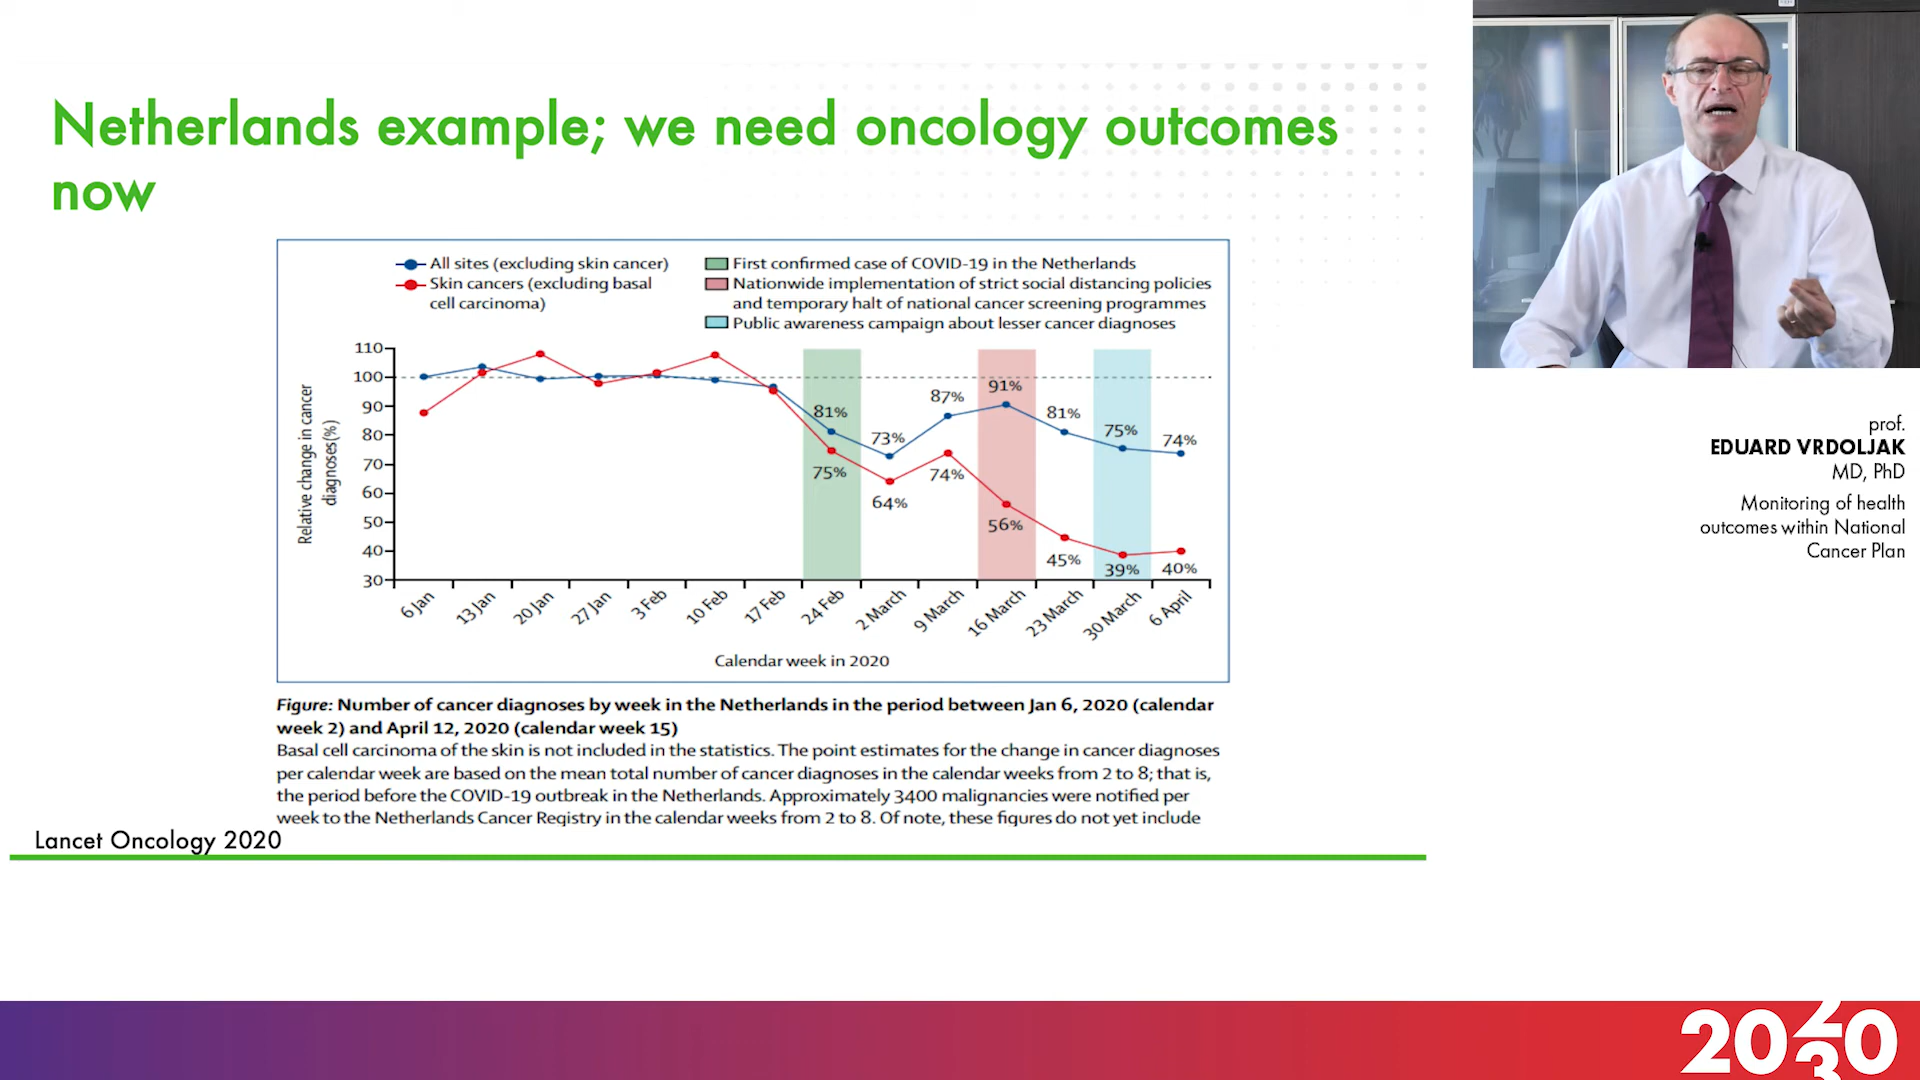 Netherlands example; we need oncology outcomes
now
All sites (excluding skin cancer)
Skin cancers (excluding basal
cell carcinoma)
First confirmed case of COVID-19 in the Netherlands
Nationwide implementation of strict social distancing policies
and temporary halt of national cancer screening programmes
Public awareness campaign about lesser cancer diagnoses
Relative change in cancer
diagnoses(%)
110
100
90
80
70
60
50
40
30
81%
73%
87%
91%
81%
75%
74%
75%
64%
74%
56%
45%
39%
40%
6 Jan
13 Jan
20 Jan
27 Jan
3 Feb
10 Feb
17 Feb
24 Feb
2 March
9 March
16 March
23 March
30 March
6 April
Calendar week in 2020
Figure: Number of cancer diagnoses by week in the Netherlands in the period between Jan 6, 2020 (calendar
week 2) and April 12, 2020 (calendar week 15)
Basal cell carcinoma of the skin is not included in the statistics. The point estimates for the change in cancer diagnoses
per calendar week are based on the mean total number of cancer diagnoses in the calendar weeks from 2 to 8; that is,
the period before the COVID-19 outbreak in the Netherlands. Approximately 3400 malignancies were notified per
week to the Netherlands Cancer Registry in the calendar weeks from 2 to 8. Of note, these figures do not yet include
Lancet Oncology 2020
prof.
EDUARD VRDOLJAK
MD, PhD
Monitoring of health
outcomes within National
Cancer Plan
2020
3